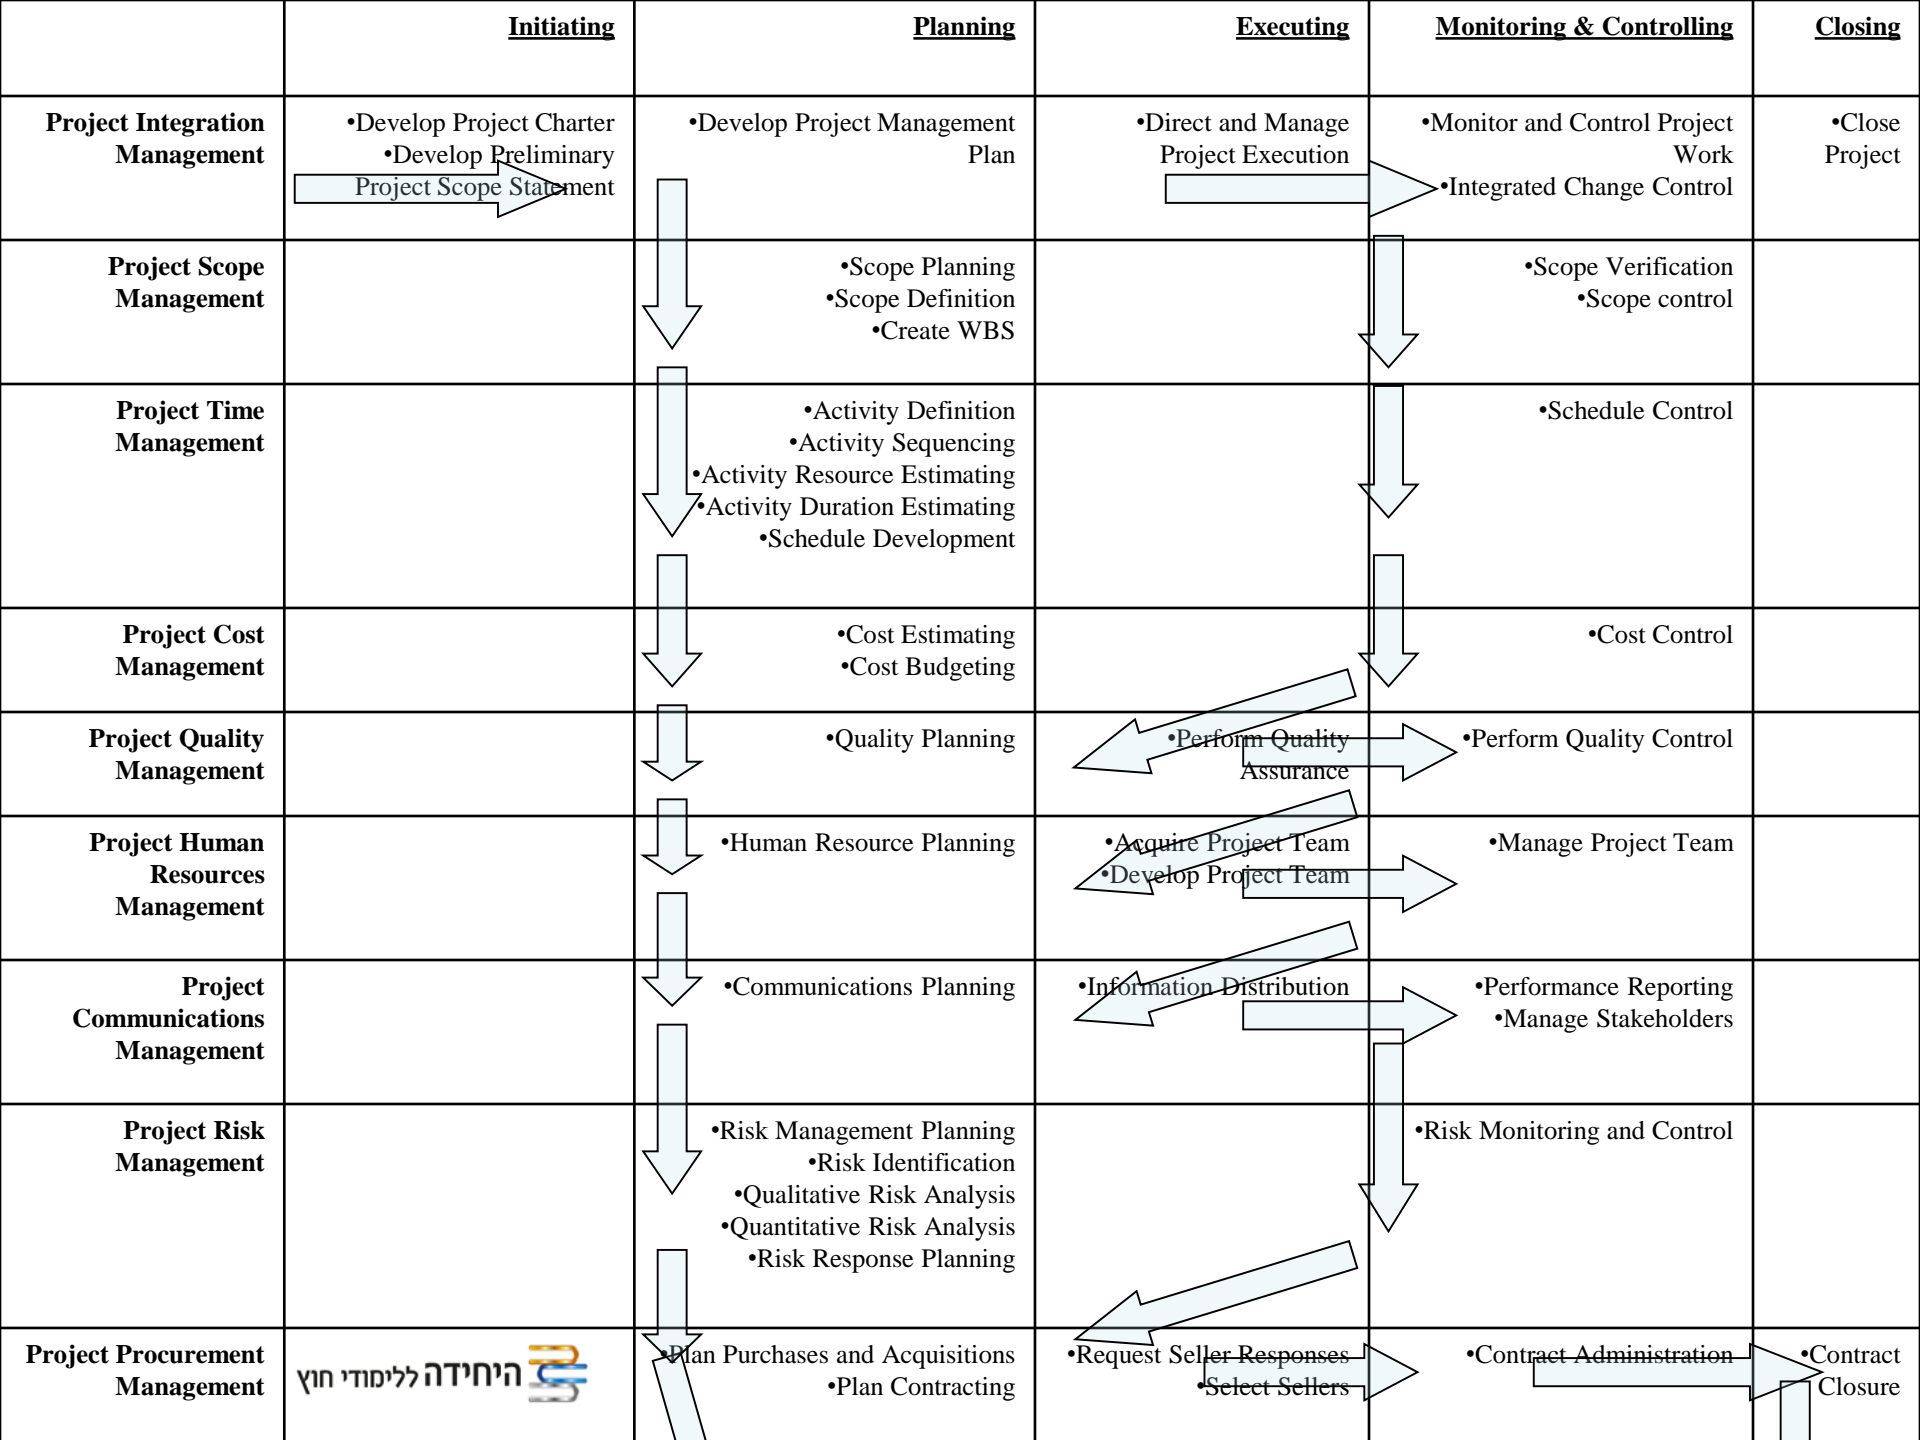 Initiating
Planning
Executing
Monitoring & Controlling
Closing
Project Integration
Management
•Develop Project Charter
•Develop Preliminary
Project Scope Statement
•Develop Project Management
Plan
•Direct and Manage
Project Execution
•Monitor and Control Project
Work
•Integrated Change Control
•Close
Project
Project Scope
Management
•Scope Planning
•Scope Definition
•Create WBS
•Scope Verification
•Scope control
Project Time
Management
•Activity Definition
•Activity Sequencing
•Activity Resource Estimating
•Activity Duration Estimating
•Schedule Development
•Schedule Control
Project Cost
Management
•Cost Estimating
•Cost Budgeting
•Cost Control
Project Quality
Management
•Quality Planning
•Perform Quality
Assurance
•Perform Quality Control
Project Human
Resources
Management
•Human Resource Planning
•Acquire Project Team
•Develop Project Team
•Manage Project Team
Project
Communications
Management
•Communications Planning
•Information Distribution
•Performance Reporting
•Manage Stakeholders
Project Risk
Management
•Risk Management Planning
•Risk Identification
•Qualitative Risk Analysis
•Quantitative Risk Analysis
•Risk Response Planning
•Risk Monitoring and Control
Project Procurement
Management
היחידה ללימודי חוץ
•Plan Purchases and Acquisitions
•Plan Contracting
•Request Seller Responses
•Select Sellers
•Contract Administration
•Contract
Closure